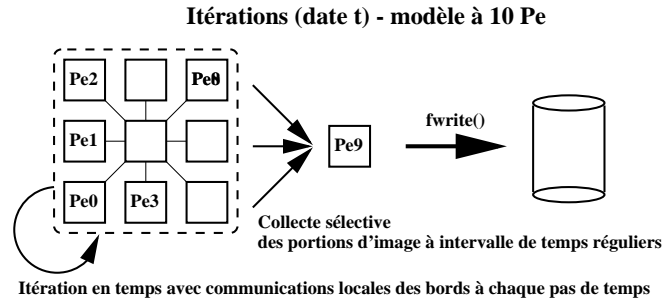 Itérations (date t) - modèle à 10 Pe
Pe2
Pe8
Pe1
Pe9
fwrite()
Pe0
Pe3
Collecte sélective
des portions d'image à intervalle de temps réguliers
Itération en temps avec communications locales des bords à chaque pas de temps